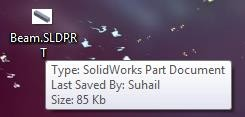 Beam.SLDPR
T
Type: SolidWorks Part Document
Last Saved By: Suhail
Size: 85 Kb